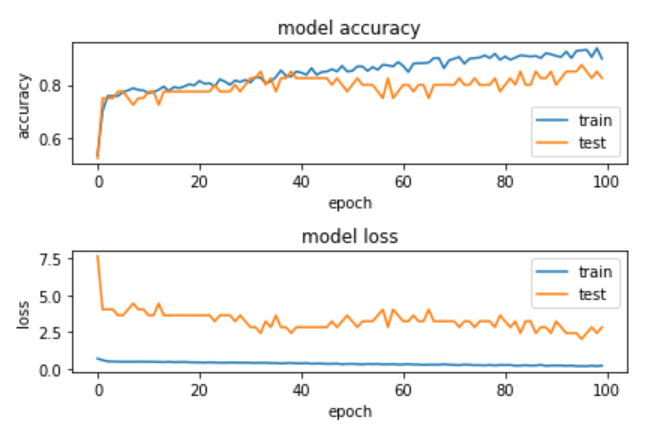 model accuracy
accuracy
0.8
0.6
train
test
0 20 40 60 80 100
epoch
model loss
loss
7.5
5.0
2.5
0.0
train
test
0 20 40 60 80 100
epoch